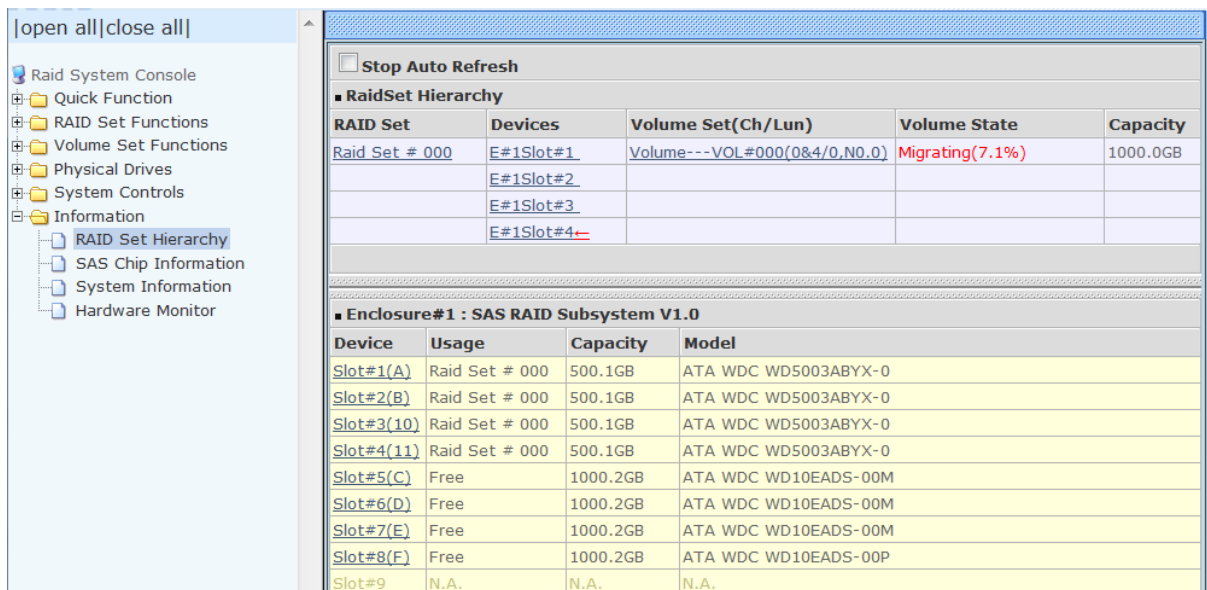 |open all|close all|
Raid System Console
Quick Function
RAID Set Functions
Volume Set Functions
Physical Drives
System Controls
Information
RAID Set Hierarchy
SAS Chip Information
System Information
Hardware Monitor
Stop Auto Refresh
RaidSet Hierarchy
RAID Set Devices Volume Set(Ch/Lun) Volume State Capacity
Raid Set # 000 E#1Slot#1 Volume---VOL#000(0&4/0,N0.0) Migrating(7.1%) 1000.0GB
E#1Slot#2
E#1Slot#3
E#1Slot#4←
Enclosure#1 : SAS RAID Subsystem V1.0
Device Usage Capacity Model
Slot#1(A) Raid Set # 000 500.1GB ATA WDC WD5003ABYX-0
Slot#2(B) Raid Set # 000 500.1GB ATA WDC WD5003ABYX-0
Slot#3(10) Raid Set # 000 500.1GB ATA WDC WD5003ABYX-0
Slot#4(11) Raid Set # 000 500.1GB ATA WDC WD5003ABYX-0
Slot#5(C) Free 1000.2GB ATA WDC WD10EADS-00M
Slot#6(D) Free 1000.2GB ATA WDC WD10EADS-00M
Slot#7(E) Free 1000.2GB ATA WDC WD10EADS-00M
Slot#8(F) Free 1000.2GB ATA WDC WD10EADS-00P
Slot#9 N.A. N.A. N.A.